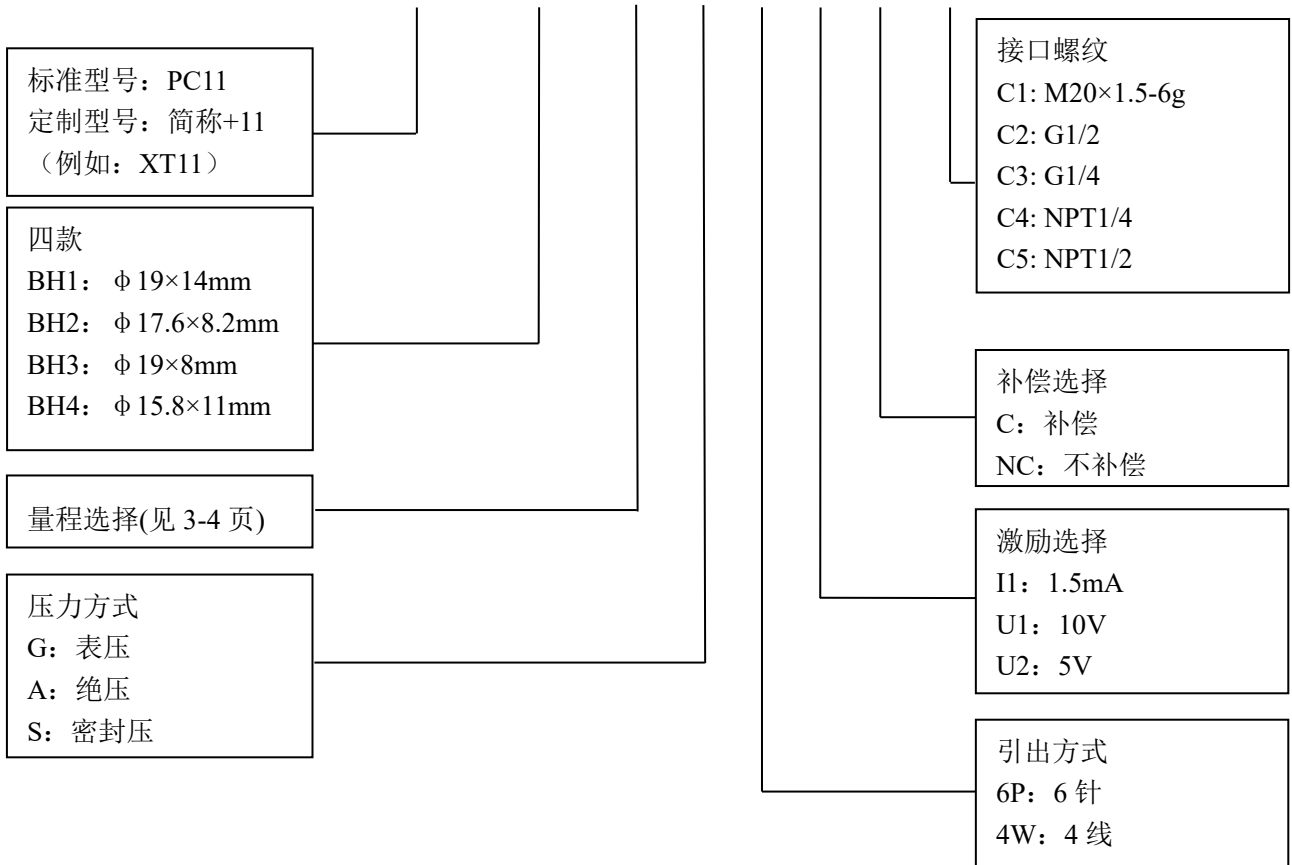 标准型号：PC11
定制型号：简称+11
（例如：XT11）
四款
BH1：φ19×14mm
BH2：φ17.6×8.2mm
BH3：φ19×8mm
BH4：φ15.8×11mm
量程选择(见 3-4 页)
压力方式
G：表压
A：绝压
S：密封压
接口螺纹
C1: M20×1.5-6g
C2: G1/2
C3: G1/4
C4: NPT1/4
C5: NPT1/2
补偿选择
C：补偿
NC：不补偿
激励选择
I1：1.5mA
U1：10V
U2：5V
引出方式
6P：6 针
4W：4 线